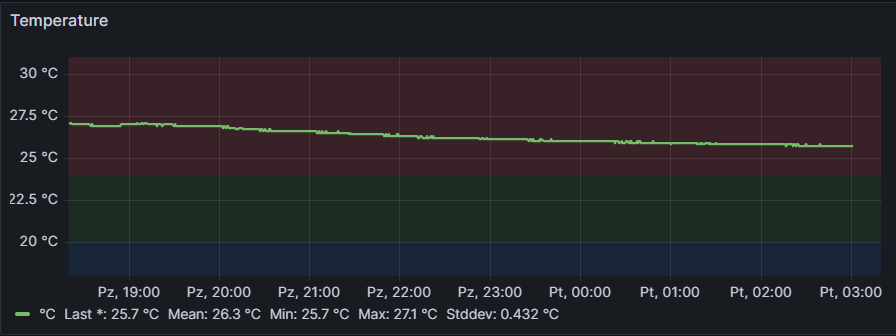 Temperature
30 °C
27.5 °C
25 °C
22.5 °C
20 °C
Pz, 19:00 Pz, 20:00 Pz, 21:00 Pz, 22:00 Pz, 23:00 Pt, 00:00 Pt, 01:00 Pt, 02:00 Pt, 03:00
°C Last *: 25.7 °C Mean: 26.3 °C Min: 25.7 °C Max: 27.1 °C Stddev: 0.432 °C